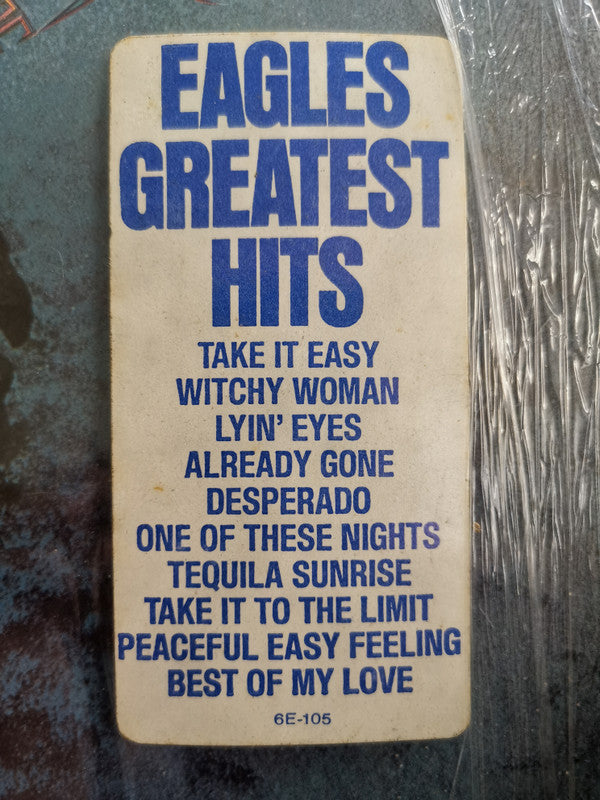 EAGLES
GREATEST
HITS
TAKE IT EASY
WITCHY WOMAN
LYIN' EYES
ALREADY GONE
DESPERADO
ONE OF THESE NIGHTS
TEQUILA SUNRISE
TAKE IT TO THE LIMIT
PEACEFUL EASY FEELING
BEST OF MY LOVE
6E-105